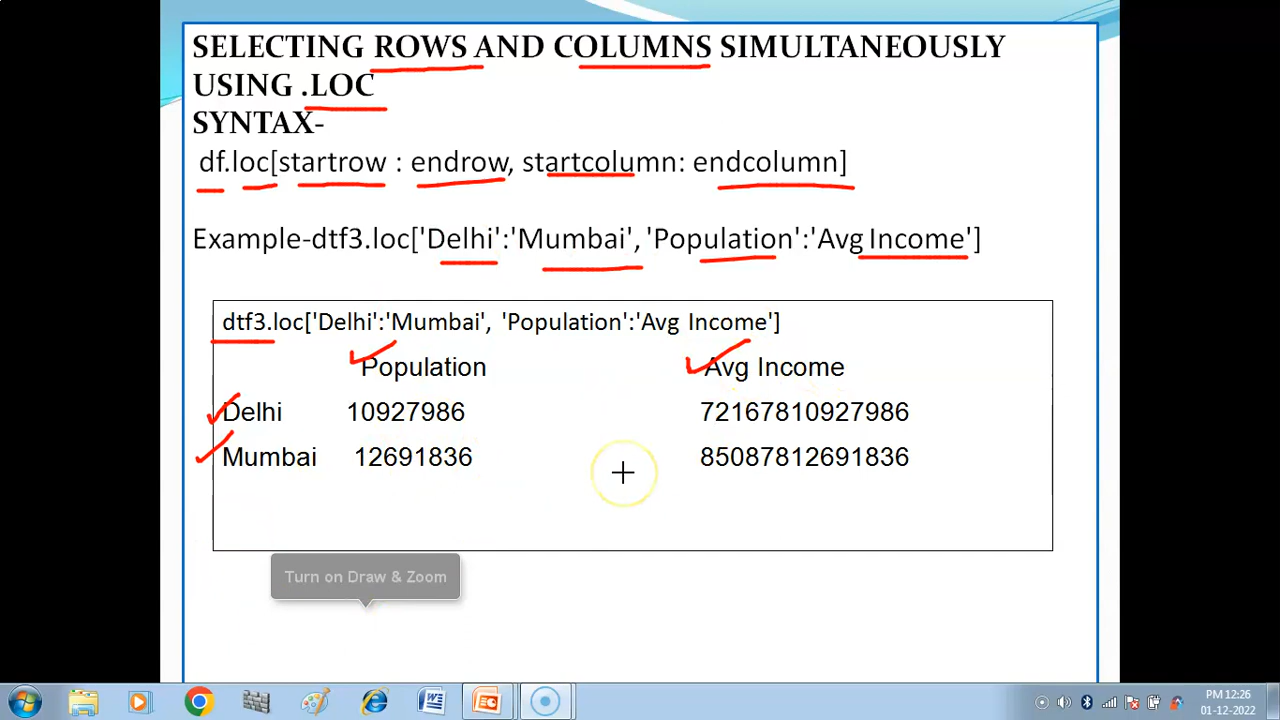 SELECTING ROWS AND COLUMNS SIMULTANEOUSLY
USING .LOC
SYNTAX-
df.loc[startrow : endrow, startcolumn: endcolumn]
Example-dtf3.loc['Delhi':'Mumbai', 'Population':'Avg Income']
dtf3.loc['Delhi':'Mumbai', 'Population':'Avg Income']
Population Avg Income
Delhi 10927986 72167810927986
Mumbai 12691836 85087812691836
Turn on Draw & Zoom
PM 12:26
01-12-2022